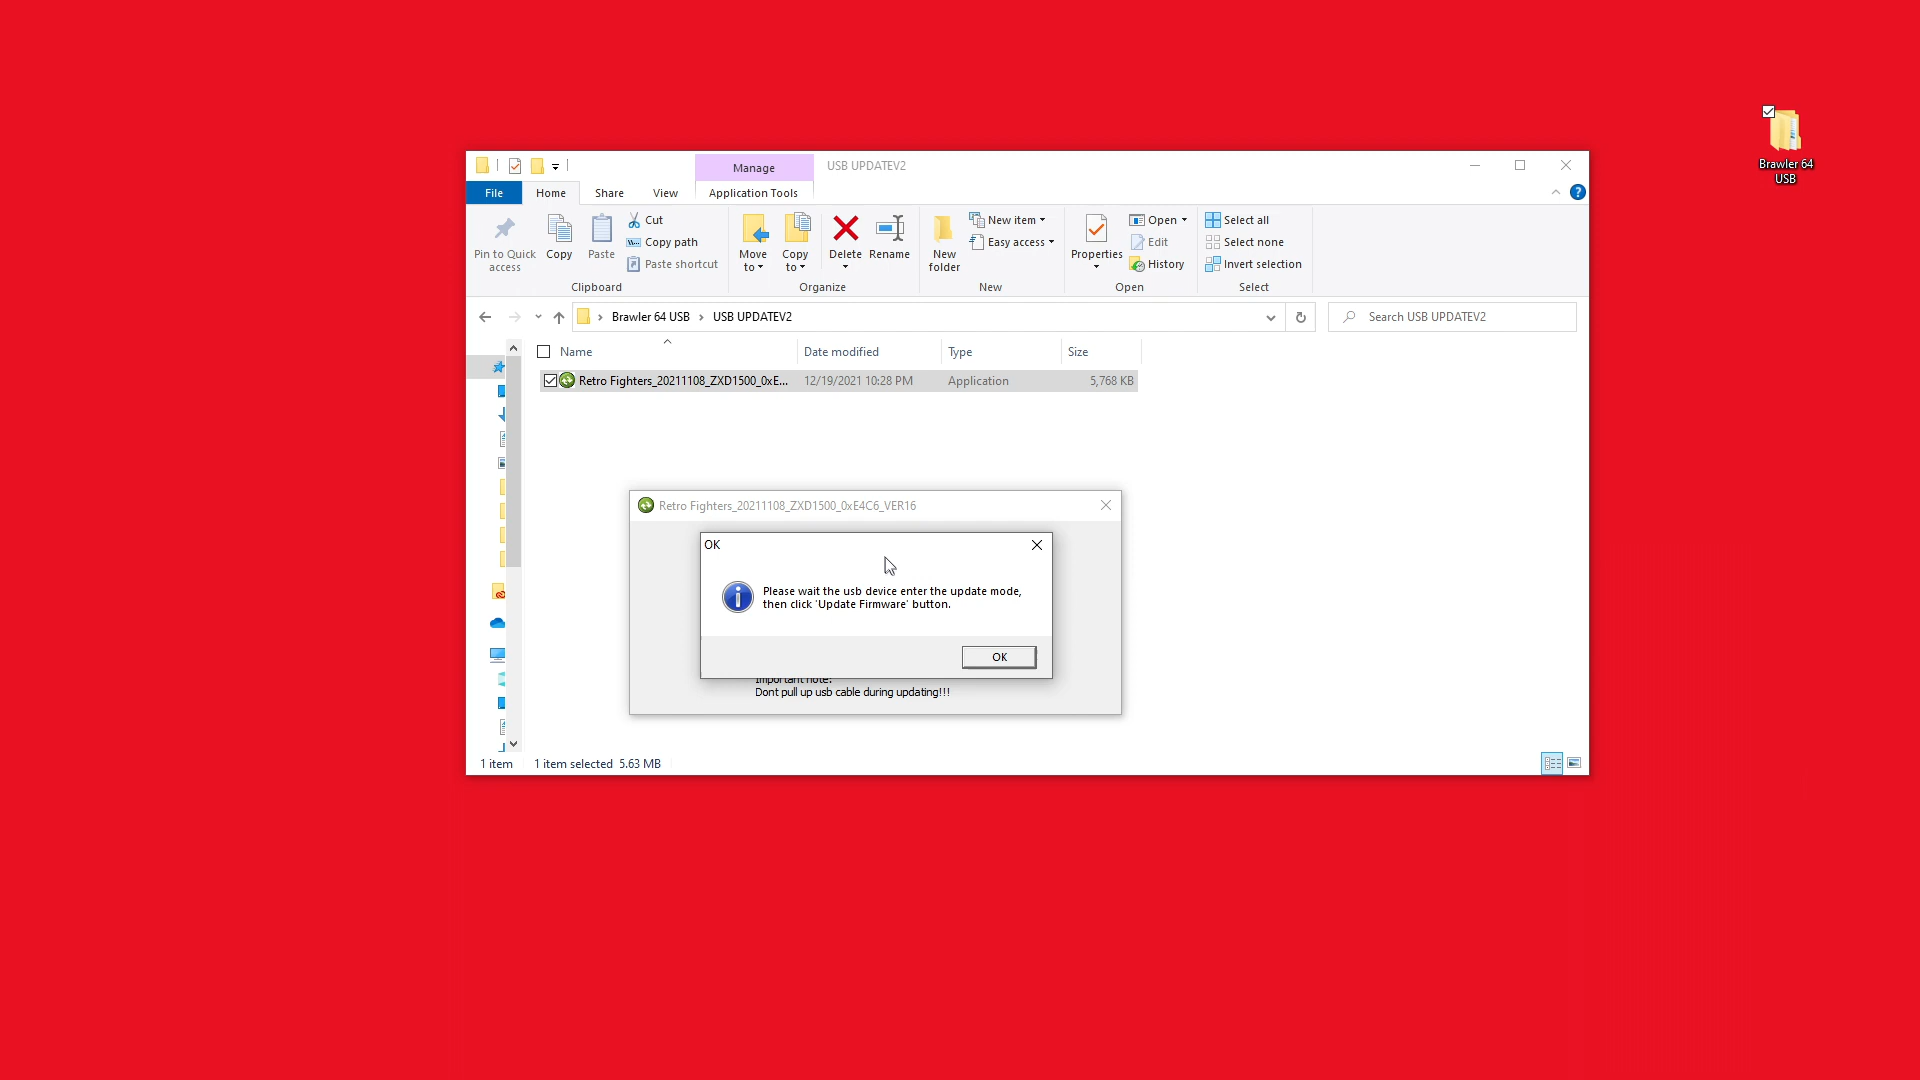 Brawler 64
USB
Manage
USB UPDATEV2
File
Home
Share
View
Application Tools
Pin to Quick
access
Copy
Paste
Cut
Copy path
Paste shortcut
Clipboard
Move
to
Copy
to
Delete
Rename
Organize
New
folder
New item
Easy access
New
Properties
Open
Edit
History
Open
Select all
Select none
Invert selection
Select
Brawler 64 USB
USB UPDATEV2
Search USB UPDATEV2
Name
Date modified
Type
Size
Retro Fighters_20211108_ZXD1500_0xE...
12/19/2021 10:28 PM
Application
5,768 KB
Retro Fighters_20211108_ZXD1500_0xE4C6_VER16
OK
Please wait the usb device enter the update mode,
then click 'Update Firmware' button.
OK
Important note:
Dont pull up usb cable during updating!!!
1 item
1 item selected 5.63 MB